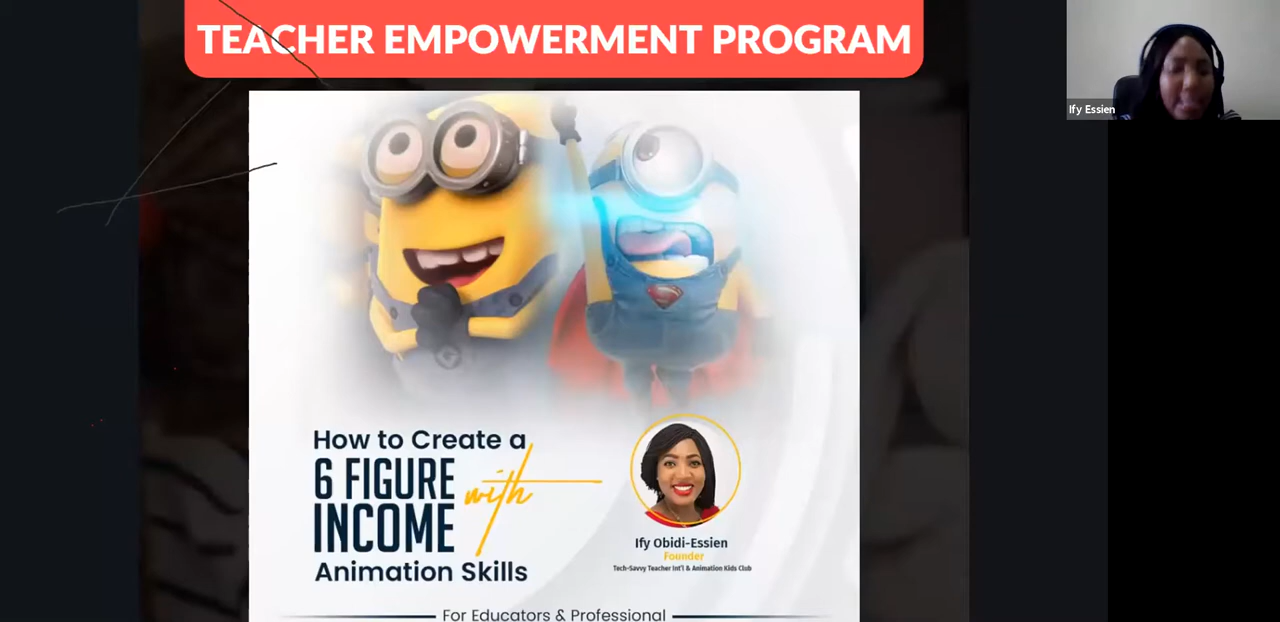 TEACHER EMPOWERMENT PROGRAM
Ify Essien
How to Create a
6 FIGURE
with
INCOME
Animation Skills
Ify Obidi-Essien
Founder
Tech-Savvy Teacher Int'l & Animation Kids Club
For Educators & Professional